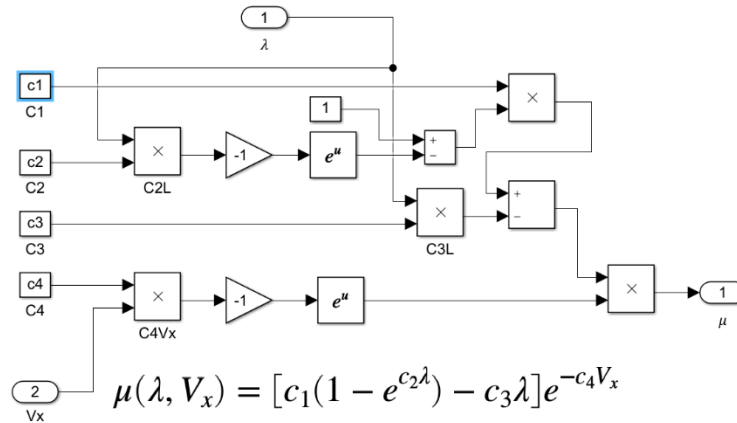 1
λ
c1
C1
1
×
+
−
c2
C2
×
C2L
-1
e^u
+
−
c3
C3
×
C3L
c4
C4
×
C4Vx
-1
e^u
×
1
μ
2
Vx
μ(λ, V_x) = [c_1(1 − e^{c_2λ}) − c_3λ]e^{−c_4V_x}